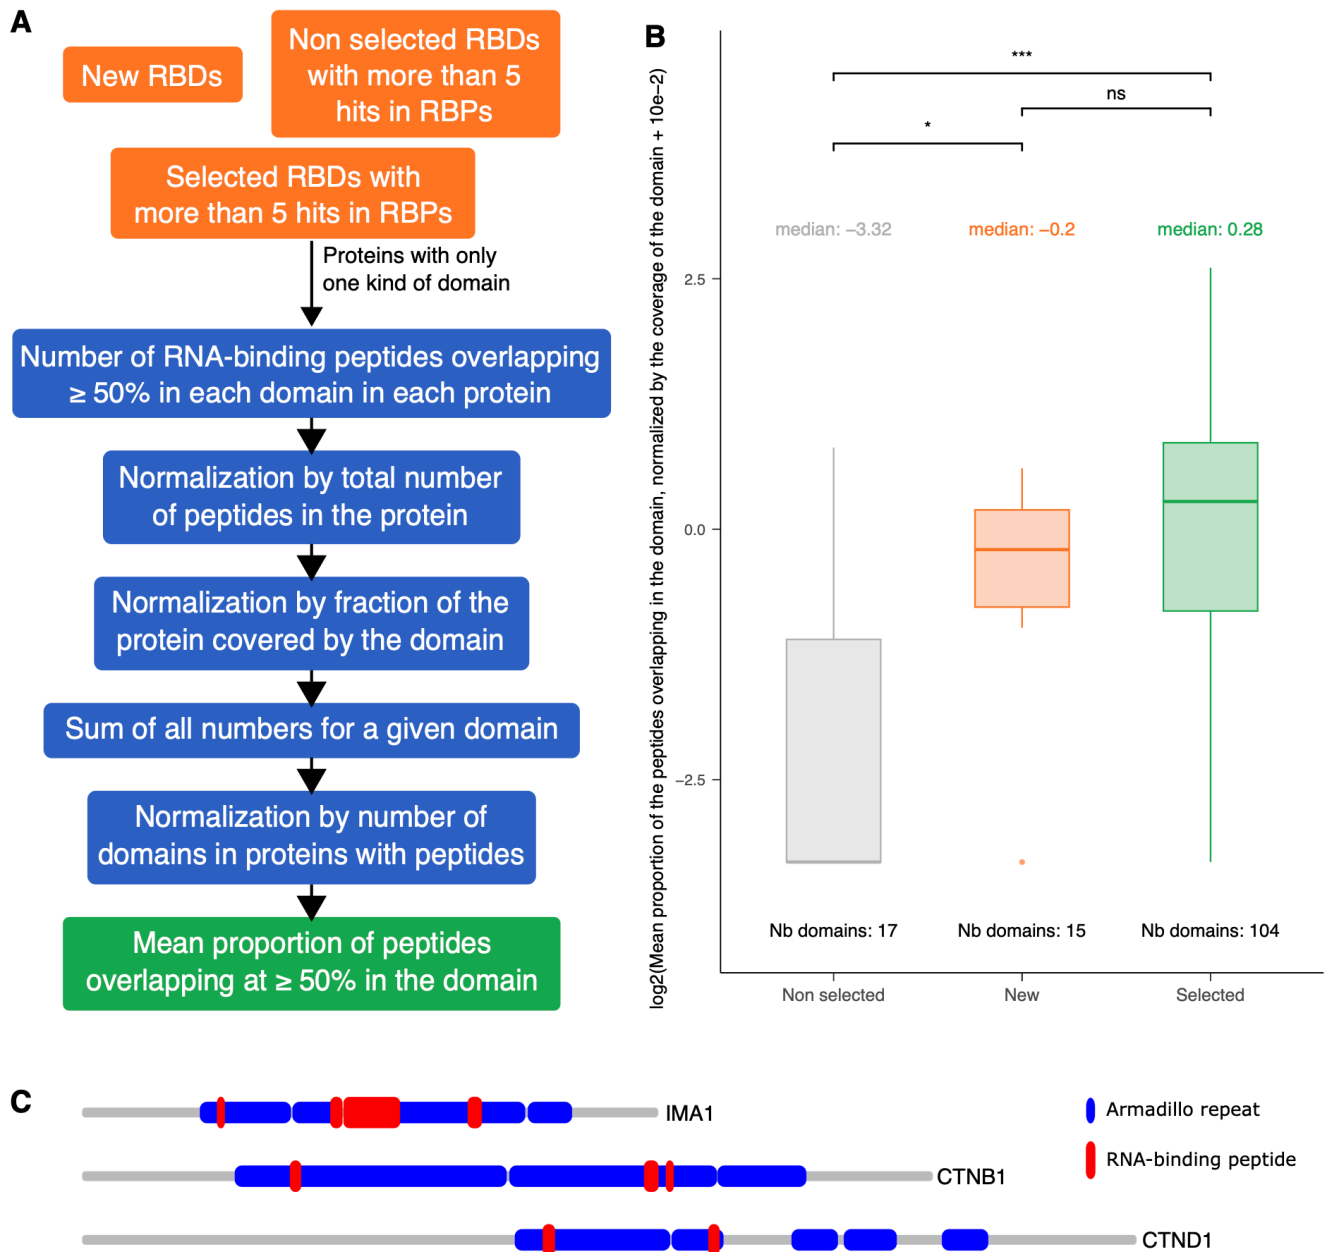 A
New RBDs
Non selected RBDs
with more than 5
hits in RBPs
Selected RBDs with
more than 5 hits in RBPs
Proteins with only
one kind of domain
Number of RNA-binding peptides overlapping
≥ 50% in each domain in each protein
Normalization by total number
of peptides in the protein
Normalization by fraction of the
protein covered by the domain
Sum of all numbers for a given domain
Normalization by number of
domains in proteins with peptides
Mean proportion of peptides
overlapping at ≥ 50% in the domain
B
log2(Mean proportion of the peptides overlapping in the domain, normalized by the coverage of the domain + 10e−2)
***
ns
*
median: −3.32
median: −0.2
median: 0.28
2.5
0.0
−2.5
Nb domains: 17
Nb domains: 15
Nb domains: 104
Non selected
New
Selected
C
IMA1
CTNB1
CTND1
Armadillo repeat
RNA-binding peptide